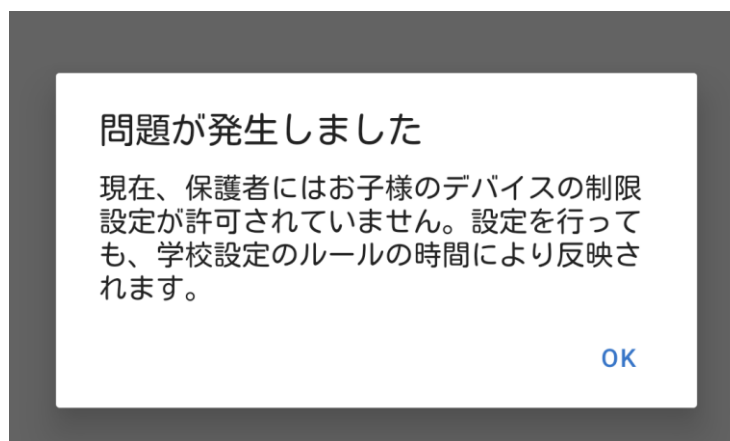 問題が発生しました
現在、保護者にはお子様のデバイスの制限
設定が許可されていません。設定を行って
も、学校設定のルールの時間により反映さ
れます。
OK